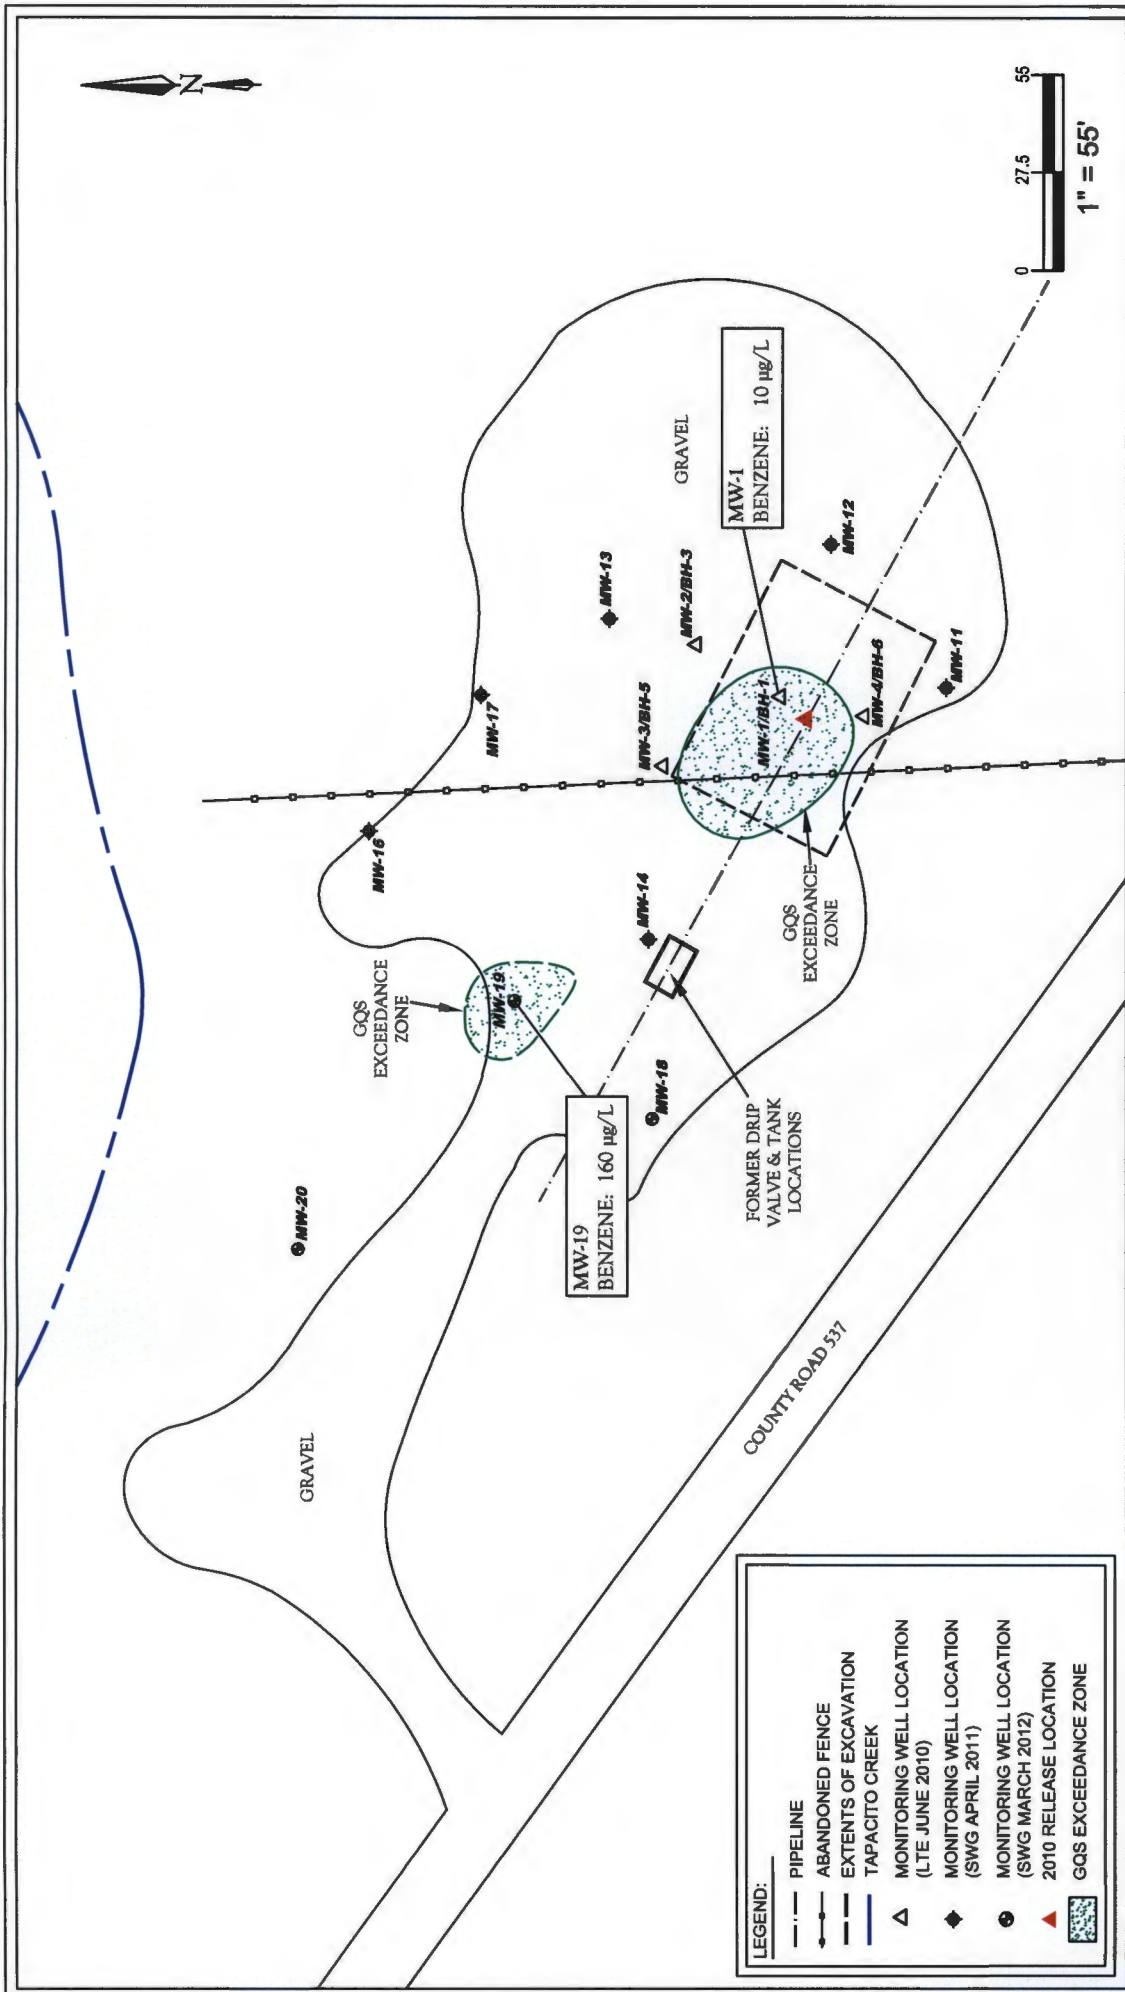 N
GRAVEL
MW-20
GQS
EXCEEDANCE
ZONE
MW-19
MW-16
MW-17
MW-13
MW-19
BENZENE: 160 µg/L
MW-18
MW-14
MW-3/BH-5
MW-2/BH-3
GRAVEL
MW-1
BENZENE: 10 µg/L
MW-1/BH-1
MW-12
MW-4/BH-6
MW-11
FORMER DRIP
VALVE & TANK
LOCATIONS
GQS
EXCEEDANCE
ZONE
COUNTY ROAD 537
LEGEND:
PIPELINE
ABANDONED FENCE
EXTENTS OF EXCAVATION
TAPACITO CREEK
MONITORING WELL LOCATION
(LTE JUNE 2010)
MONITORING WELL LOCATION
(SWG APRIL 2011)
MONITORING WELL LOCATION
(SWG MARCH 2012)
2010 RELEASE LOCATION
GQS EXCEEDANCE ZONE
0 27.5 55
1" = 55'